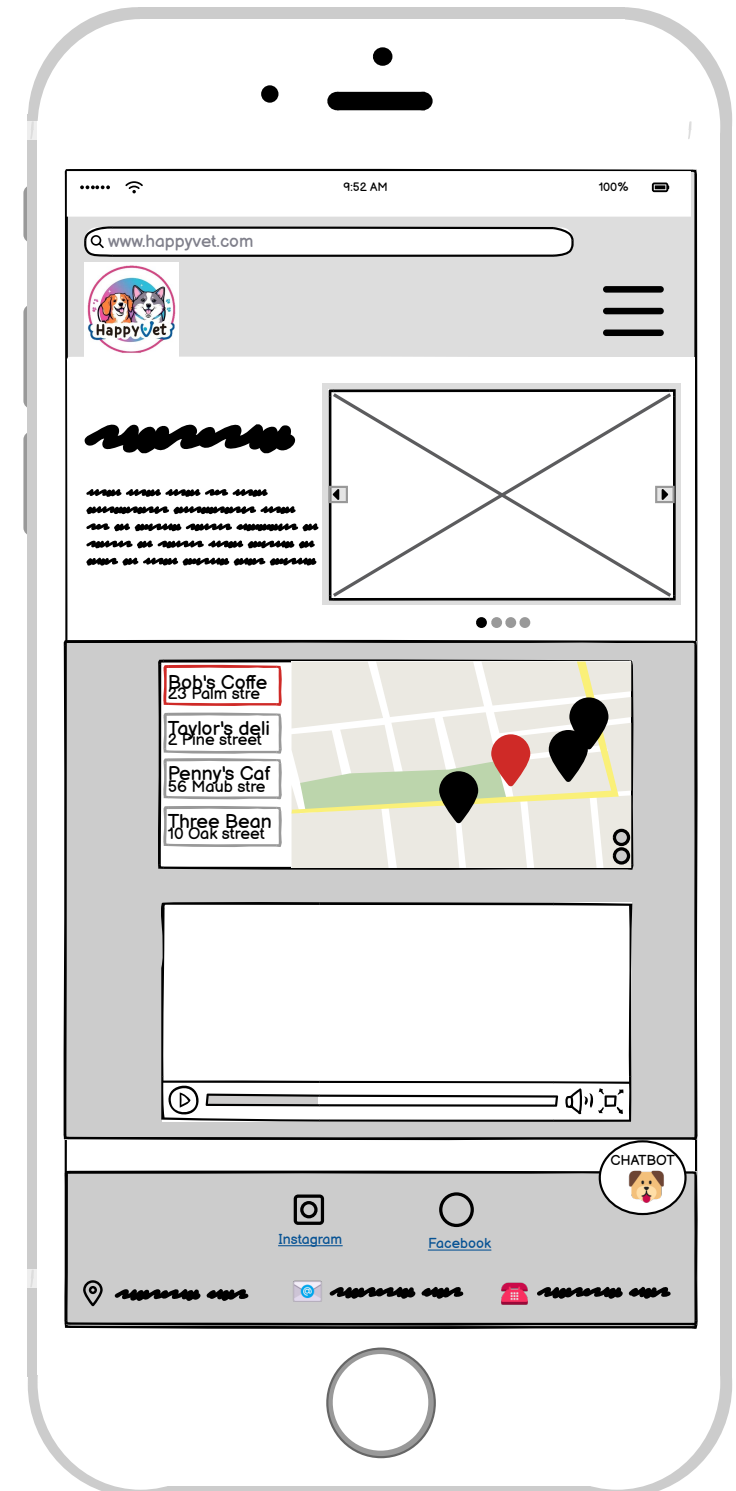 9:52 AM
100%
www.happyvet.com
HappyVet
Bob's Coffe
23 Palm stre
Taylor's deli
2 Pine street
Penny's Caf
56 Maub stre
Three Bean
10 Oak street
CHATBOT
Instagram
Facebook
@